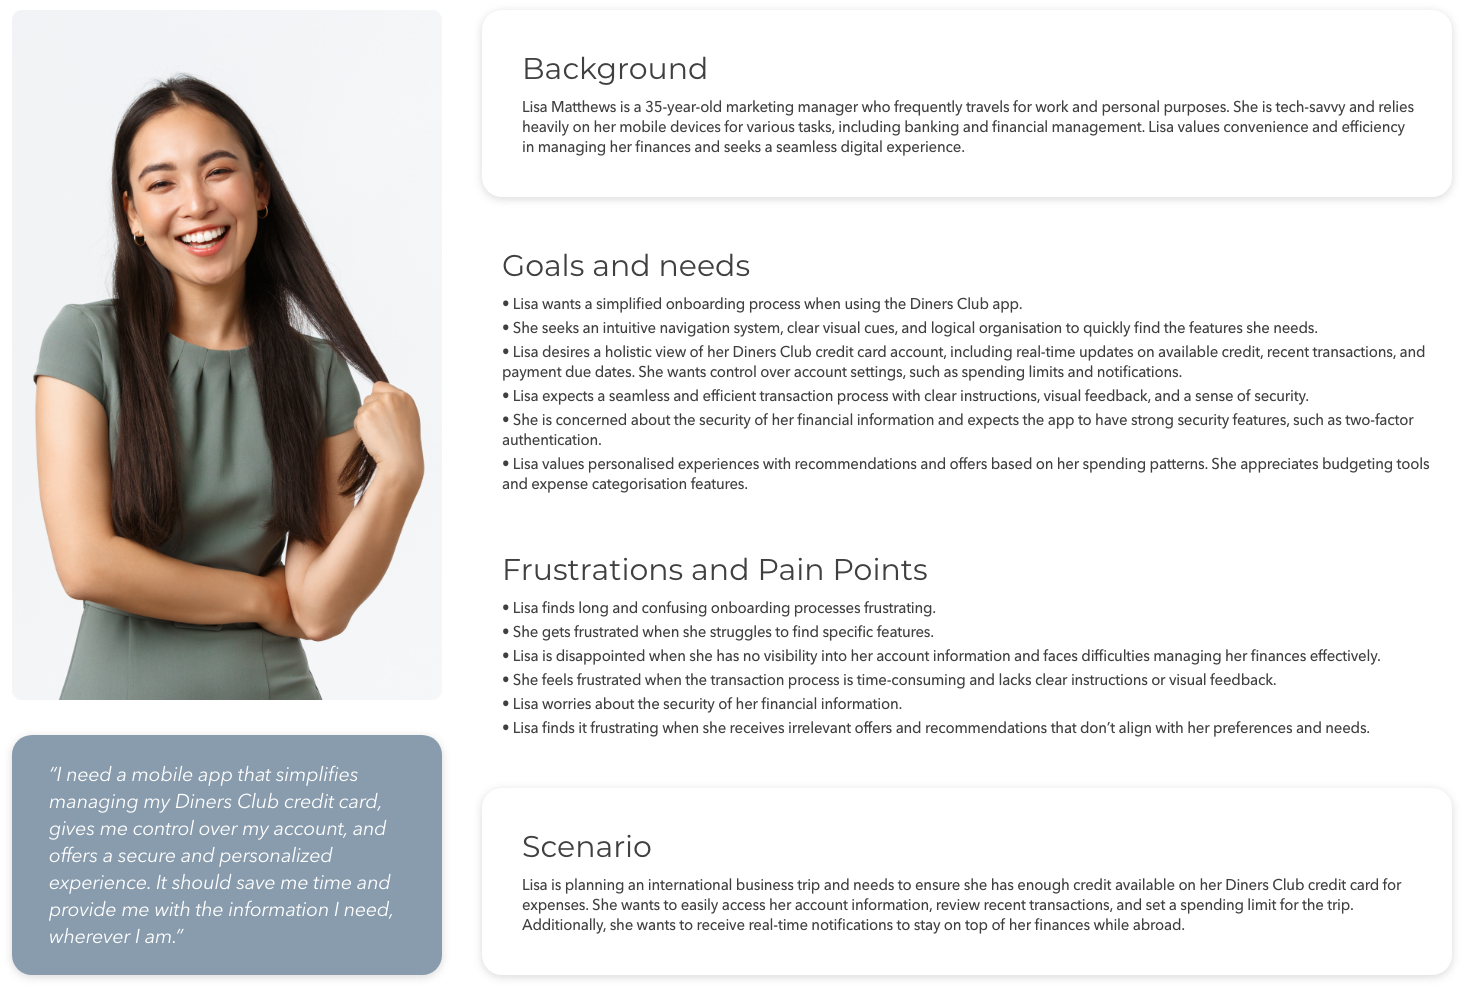 Background
Lisa Matthews is a 35-year-old marketing manager who frequently travels for work and personal purposes. She is tech-savvy and relies
heavily on her mobile devices for various tasks, including banking and financial management. Lisa values convenience and efficiency
in managing her finances and seeks a seamless digital experience.
Goals and needs
• Lisa wants a simplified onboarding process when using the Diners Club app.
• She seeks an intuitive navigation system, clear visual cues, and logical organisation to quickly find the features she needs.
• Lisa desires a holistic view of her Diners Club credit card account, including real-time updates on available credit, recent transactions, and
payment due dates. She wants control over account settings, such as spending limits and notifications.
• Lisa expects a seamless and efficient transaction process with clear instructions, visual feedback, and a sense of security.
• She is concerned about the security of her financial information and expects the app to have strong security features, such as two-factor
authentication.
• Lisa values personalised experiences with recommendations and offers based on her spending patterns. She appreciates budgeting tools
and expense categorisation features.
Frustrations and Pain Points
• Lisa finds long and confusing onboarding processes frustrating.
• She gets frustrated when she struggles to find specific features.
• Lisa is disappointed when she has no visibility into her account information and faces difficulties managing her finances effectively.
• She feels frustrated when the transaction process is time-consuming and lacks clear instructions or visual feedback.
• Lisa worries about the security of her financial information.
• Lisa finds it frustrating when she receives irrelevant offers and recommendations that don’t align with her preferences and needs.
“I need a mobile app that simplifies
managing my Diners Club credit card,
gives me control over my account, and
offers a secure and personalized
experience. It should save me time and
provide me with the information I need,
wherever I am.”
Scenario
Lisa is planning an international business trip and needs to ensure she has enough credit available on her Diners Club credit card for
expenses. She wants to easily access her account information, review recent transactions, and set a spending limit for the trip.
Additionally, she wants to receive real-time notifications to stay on top of her finances while abroad.